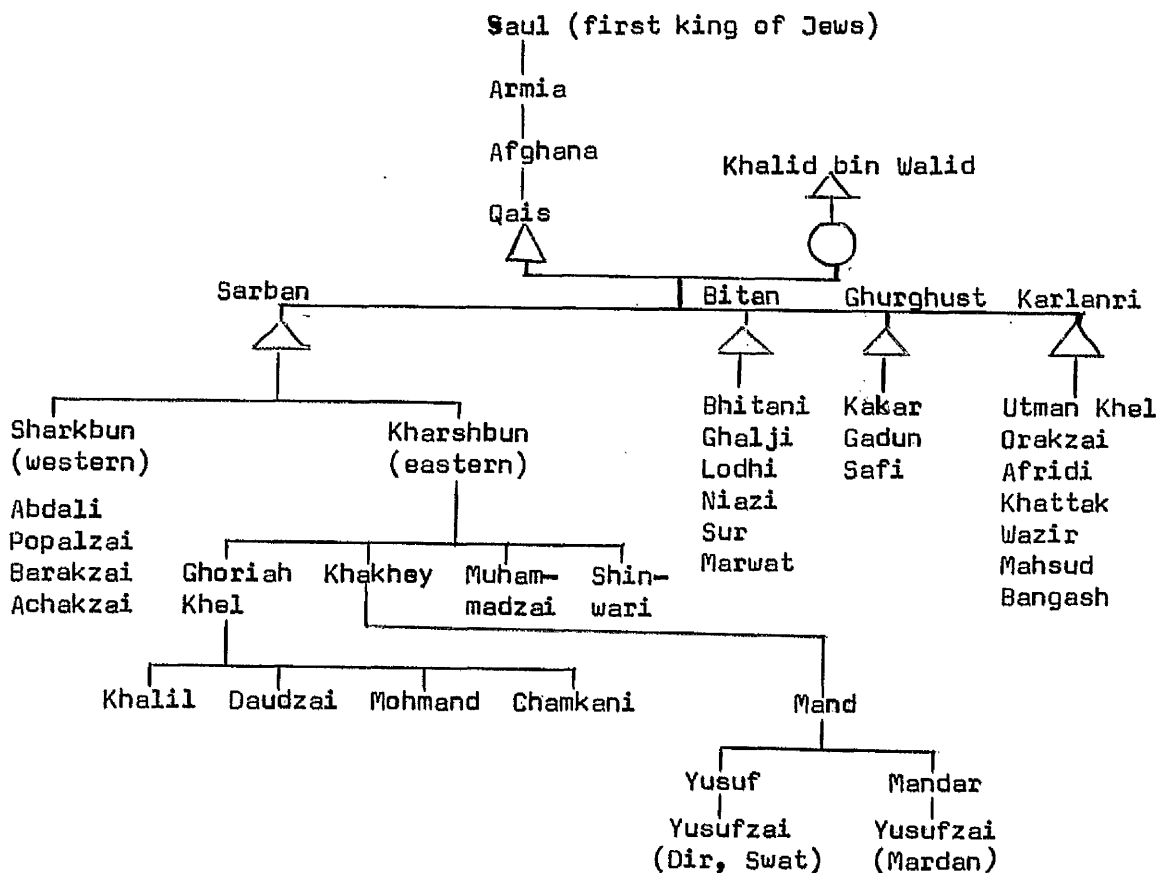 Saul (first king of Jews)
Armia
Afghana
Khalid bin Walid
Qais
Sarban
Bitan
Ghurghust
Karlanri
Sharkbun
(western)
Abdali
Popalzai
Barakzai
Achakzai
Kharshbun
(eastern)
Bhitani
Ghalji
Lodhi
Niazi
Sur
Marwat
Kakar
Gadun
Safi
Utman Khel
Orakzai
Afridi
Khattak
Wazir
Mahsud
Bangash
Ghoriah
Khel
Khakhey
Muham-
madzai
Shin-
wari
Khalil
Daudzai
Mohmand
Chamkani
Mand
Yusuf
Mandar
Yusufzai
(Dir, Swat)
Yusufzai
(Mardan)